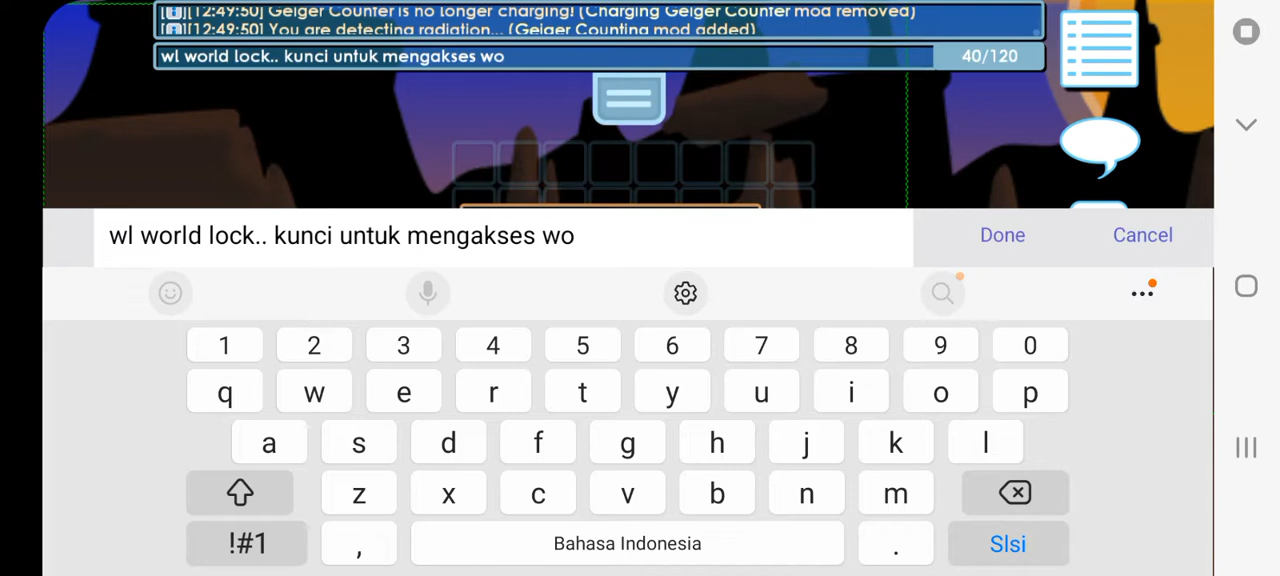 [12:49:50] Geiger Counter is no longer charging! (Charging Geiger Counter mod removed)
[12:49:50] You are detecting radiation... (Geiger Counting mod added)
wl world lock.. kunci untuk mengakses wo 40/120
wl world lock.. kunci untuk mengakses wo Done Cancel
1 2 3 4 5 6 7 8 9 0
q w e r t y u i o p
a s d f g h j k l
z x c v b n m
!#1 , Bahasa Indonesia . Slsi